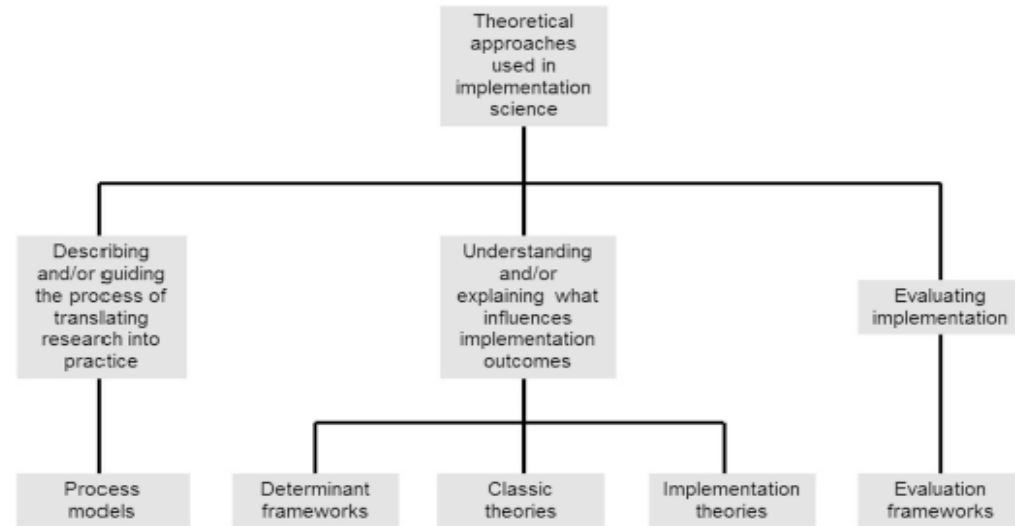 Theoretical
approaches
used in
implementation
science
Describing
and/or guiding
the process of
translating
research into
practice
Understanding
and/or
explaining what
influences
implementation
outcomes
Evaluating
implementation
Process
models
Determinant
frameworks
Classic
theories
Implementation
theories
Evaluation
frameworks